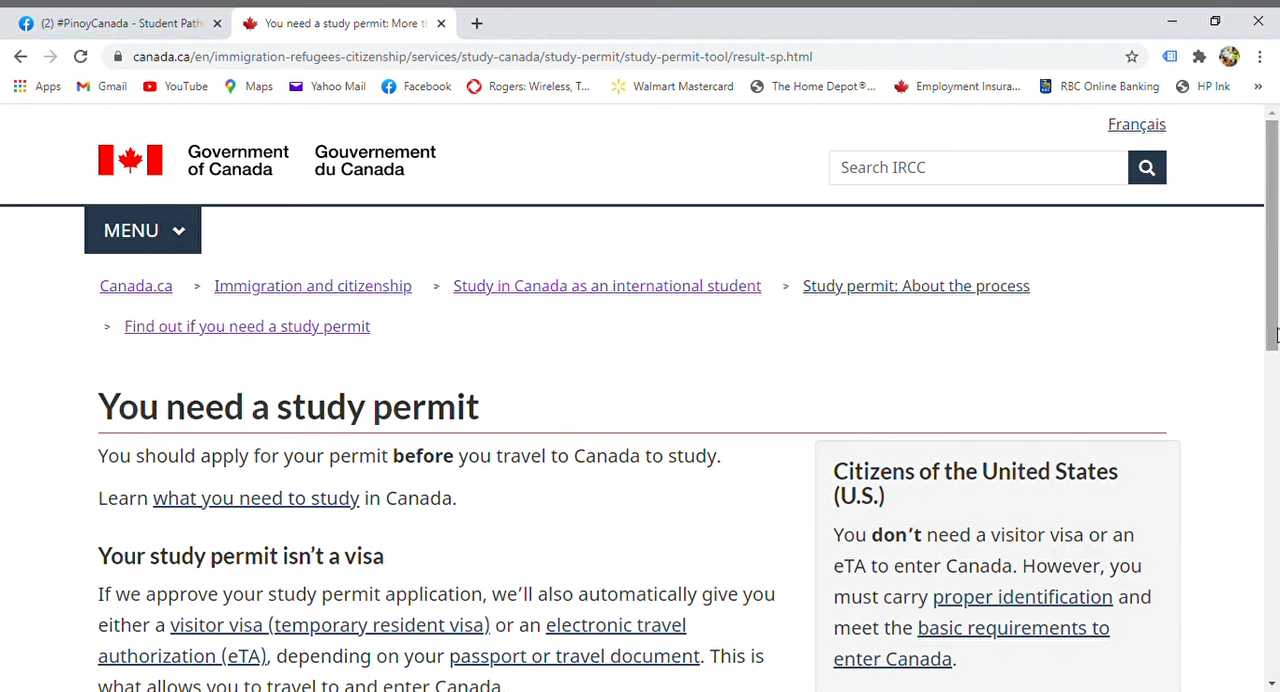 (2) #PinoyCanada - Student Path
You need a study permit: More t
canada.ca/en/immigration-refugees-citizenship/services/study-canada/study-permit/study-permit-tool/result-sp.html
Apps Gmail YouTube Maps Yahoo Mail Facebook Rogers: Wireless, T... Walmart Mastercard The Home Depot®... Employment Insura... RBC Online Banking HP Ink »
Français
Government of Canada
Gouvernement du Canada
Search IRCC
MENU
Canada.ca > Immigration and citizenship > Study in Canada as an international student > Study permit: About the process
> Find out if you need a study permit
You need a study permit
You should apply for your permit before you travel to Canada to study.
Learn what you need to study in Canada.
Your study permit isn't a visa
If we approve your study permit application, we'll also automatically give you
either a visitor visa (temporary resident visa) or an electronic travel
authorization (eTA), depending on your passport or travel document. This is
what allows you to travel to and enter Canada.
Citizens of the United States
(U.S.)
You don't need a visitor visa or an
eTA to enter Canada. However, you
must carry proper identification and
meet the basic requirements to
enter Canada.